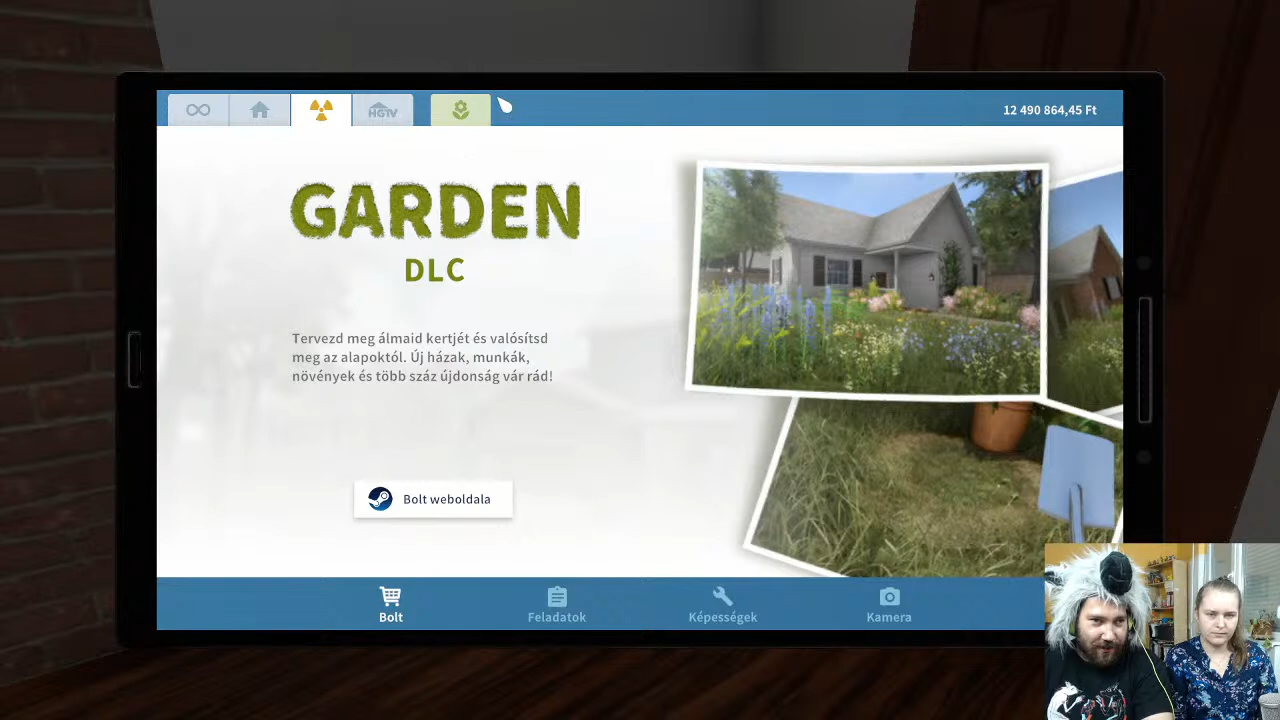 HGTV
12 490 864,45 Ft
GARDEN
DLC
Tervezd meg álmaid kertjét és valósítsd
meg az alapoktól. Új házak, munkák,
növények és több száz újdonság vár rád!
Bolt weboldala
Bolt
Feladatok
Képességek
Kamera